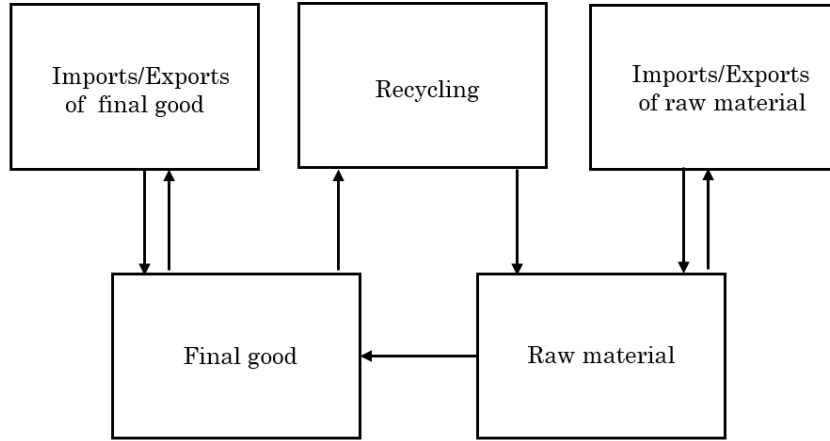 Imports/Exports
of final good
Recycling
Imports/Exports
of raw material
Final good
Raw material